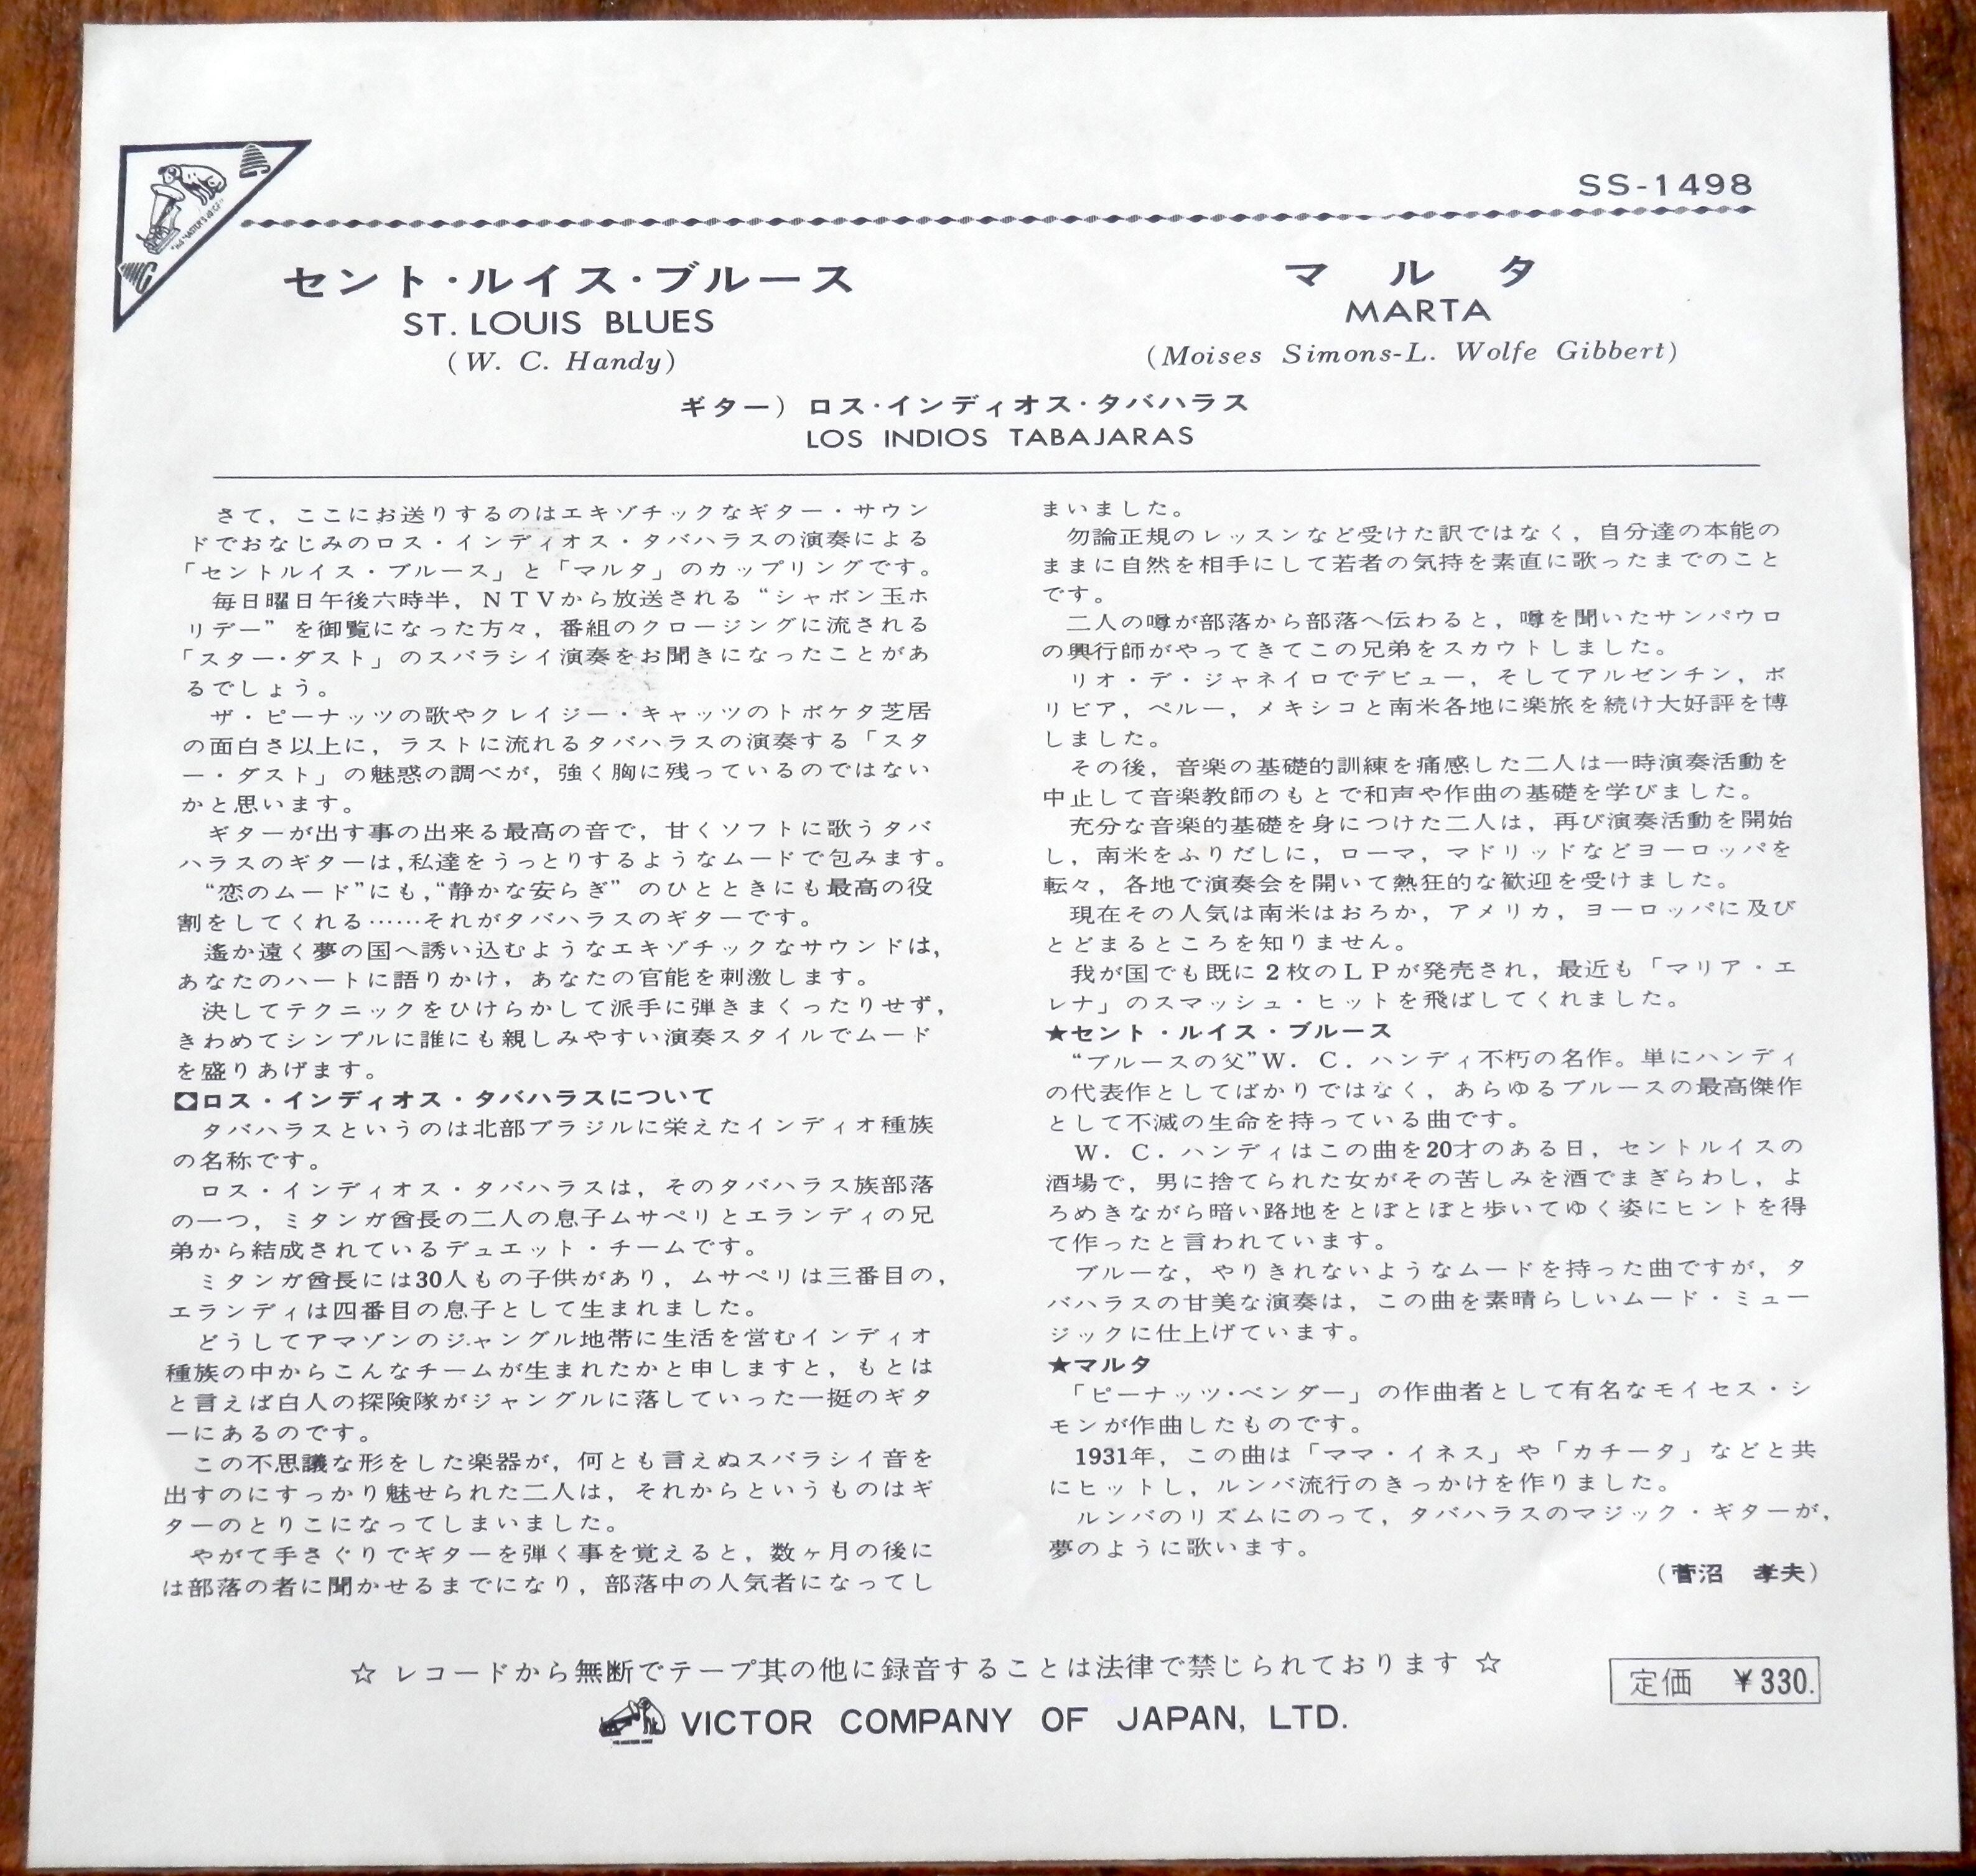 SS-1498
セント・ルイス・ブルース
ST. LOUIS BLUES
(W. C. Handy)
マルタ
MARTA
(Moises Simons-L. Wolfe Gibbert)
ギター) ロス・インディオス・タバハラス
LOS INDIOS TABAJARAS
さて，ここにお送りするのはエキゾチックなギター・サウン
ドでおなじみのロス・インディオス・タバハラスの演奏による
「セントルイス・ブルース」と「マルタ」のカップリングです。
毎日曜日午後六時半，ＮＴＶから放送される“シャボン玉ホ
リデー”を御覧になった方々，番組のクロージングに流される
「スター・ダスト」のスバラシイ演奏をお聞きになったことがあ
るでしょう。
ザ・ピーナッツの歌やクレイジー・キャッツのトボケタ芝居
の面白さ以上に，ラストに流れるタバハラスの演奏する「スタ
ー・ダスト」の魅惑の調べが，強く胸に残っているのではない
かと思います。
ギターが出す事の出来る最高の音で，甘くソフトに歌うタバ
ハラスのギターは，私達をうっとりするようなムードで包みます。
“恋のムード”にも，“静かな安らぎ”のひとときにも最高の役
割をしてくれる……それがタバハラスのギターです。
遙か遠く夢の国へ誘い込むようなエキゾチックなサウンドは，
あなたのハートに語りかけ，あなたの官能を刺激します。
決してテクニックをひけらかして派手に弾きまくったりせず，
きわめてシンプルに誰にも親しみやすい演奏スタイルでムード
を盛りあげます。
◘ロス・インディオス・タバハラスについて
タバハラスというのは北部ブラジルに栄えたインディオ種族
の名称です。
ロス・インディオス・タバハラスは，そのタバハラス族部落
の一つ，ミタンガ酋長の二人の息子ムサペリとエランディの兄
弟から結成されているデュエット・チームです。
ミタンガ酋長には30人もの子供があり，ムサペリは三番目の，
エランディは四番目の息子として生まれました。
どうしてアマゾンのジャングル地帯に生活を営むインディオ
種族の中からこんなチームが生まれたかと申しますと，もとは
と言えば白人の探険隊がジャングルに落していった一挺のギタ
ーにあるのです。
この不思議な形をした楽器が，何とも言えぬスバラシイ音を
出すのにすっかり魅せられた二人は，それからというものはギ
ターのとりこになってしまいました。
やがて手さぐりでギターを弾く事を覚えると，数ヶ月の後に
は部落の者に聞かせるまでになり，部落中の人気者になってし
まいました。
勿論正規のレッスンなど受けた訳ではなく，自分達の本能の
ままに自然を相手にして若者の気持を素直に歌ったまでのこと
です。
二人の噂が部落から部落へ伝わると，噂を聞いたサンパウロ
の興行師がやってきてこの兄弟をスカウトしました。
リオ・デ・ジャネイロでデビュー，そしてアルゼンチン，ボ
リビア，ペルー，メキシコと南米各地に楽旅を続け大好評を博
しました。
その後，音楽の基礎的訓練を痛感した二人は一時演奏活動を
中止して音楽教師のもとで和声や作曲の基礎を学びました。
充分な音楽的基礎を身につけた二人は，再び演奏活動を開始
し，南米をふりだしに，ローマ，マドリッドなどヨーロッパを
転々，各地で演奏会を開いて熱狂的な歓迎を受けました。
現在その人気は南米はおろか，アメリカ，ヨーロッパに及び
とどまるところを知りません。
我が国でも既に２枚のＬＰが発売され，最近も「マリア・エ
レナ」のスマッシュ・ヒットを飛ばしてくれました。
★セント・ルイス・ブルース
“ブルースの父”W. C. ハンディ不朽の名作。単にハンディ
の代表作としてばかりではなく，あらゆるブルースの最高傑作
として不滅の生命を持っている曲です。
W. C. ハンディはこの曲を20才のある日，セントルイスの
酒場で，男に捨てられた女がその苦しみを酒でまぎらわし，よ
ろめきながら暗い路地をとぼとぼと歩いてゆく姿にヒントを得
て作ったと言われています。
ブルーな，やりきれないようなムードを持った曲ですが，タ
バハラスの甘美な演奏は，この曲を素晴らしいムード・ミュー
ジックに仕上げています。
★マルタ
「ピーナッツ・ベンダー」の作曲者として有名なモイセス・シ
モンが作曲したものです。
1931年，この曲は「ママ・イネス」や「カチータ」などと共
にヒットし，ルンバ流行のきっかけを作りました。
ルンバのリズムにのって，タバハラスのマジック・ギターが，
夢のように歌います。
（菅沼　孝夫）
☆ レコードから無断でテープ其の他に録音することは法律で禁じられております ☆
定価　￥330.
VICTOR COMPANY OF JAPAN, LTD.